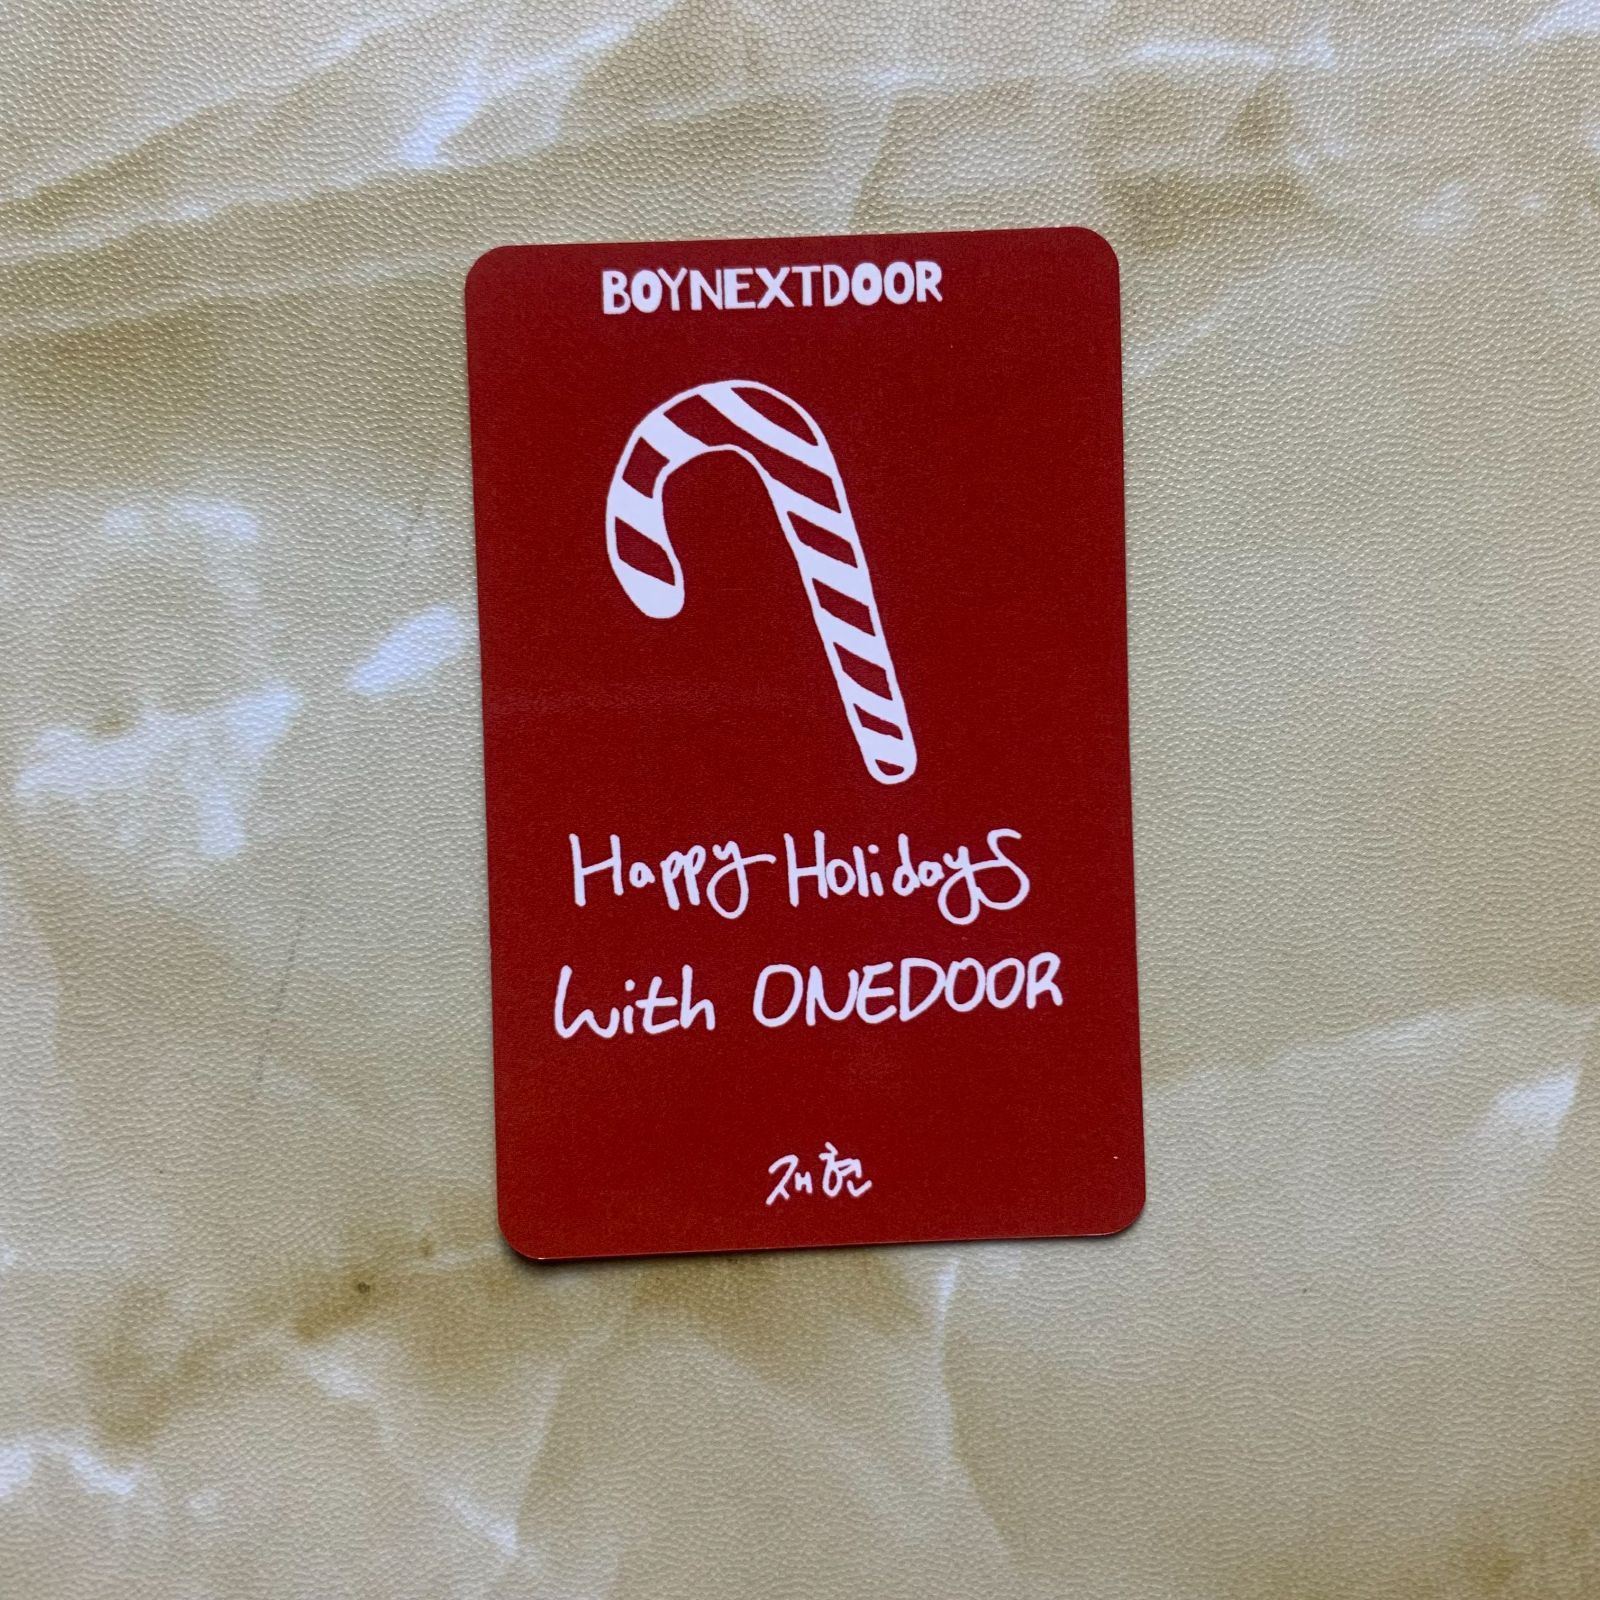 BOYNEXTDOOR
Happy Holidays
With ONEDOOR
재현